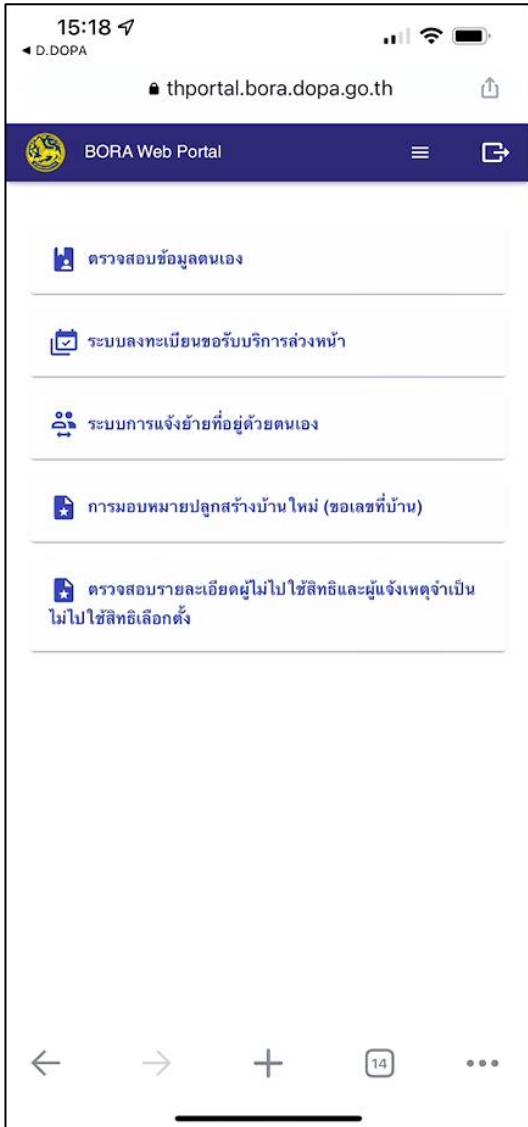 15:18
◀ D.DOPA
thportal.bora.dopa.go.th
BORA Web Portal
ตรวจสอบข้อมูลตนเอง
ระบบลงทะเบียนขอรับบริการล่วงหน้า
ระบบการแจ้งย้ายที่อยู่ด้วยตนเอง
การมอบหมายปลูกสร้างบ้านใหม่ (ขอเลขที่บ้าน)
ตรวจสอบรายละเอียดผู้ไม่ไปใช้สิทธิและผู้แจ้งเหตุจำเป็น
ไม่ไปใช้สิทธิเลือกตั้ง
14